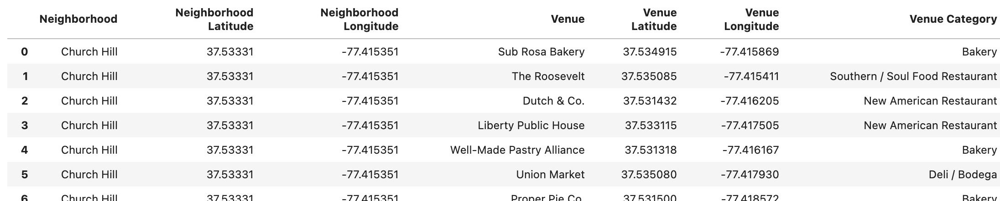 Neighborhood Neighborhood Latitude Neighborhood Longitude Venue Venue Latitude Venue Longitude Venue Category
0 Church Hill 37.53331 -77.415351 Sub Rosa Bakery 37.534915 -77.415869 Bakery
1 Church Hill 37.53331 -77.415351 The Roosevelt 37.535085 -77.415411 Southern / Soul Food Restaurant
2 Church Hill 37.53331 -77.415351 Dutch & Co. 37.531432 -77.416205 New American Restaurant
3 Church Hill 37.53331 -77.415351 Liberty Public House 37.533115 -77.417505 New American Restaurant
4 Church Hill 37.53331 -77.415351 Well-Made Pastry Alliance 37.531318 -77.416167 Bakery
5 Church Hill 37.53331 -77.415351 Union Market 37.535080 -77.417930 Deli / Bodega
6 Church Hill 37.53331 -77.415351 Proper Pie Co. 37.531500 -77.418572 Bakery